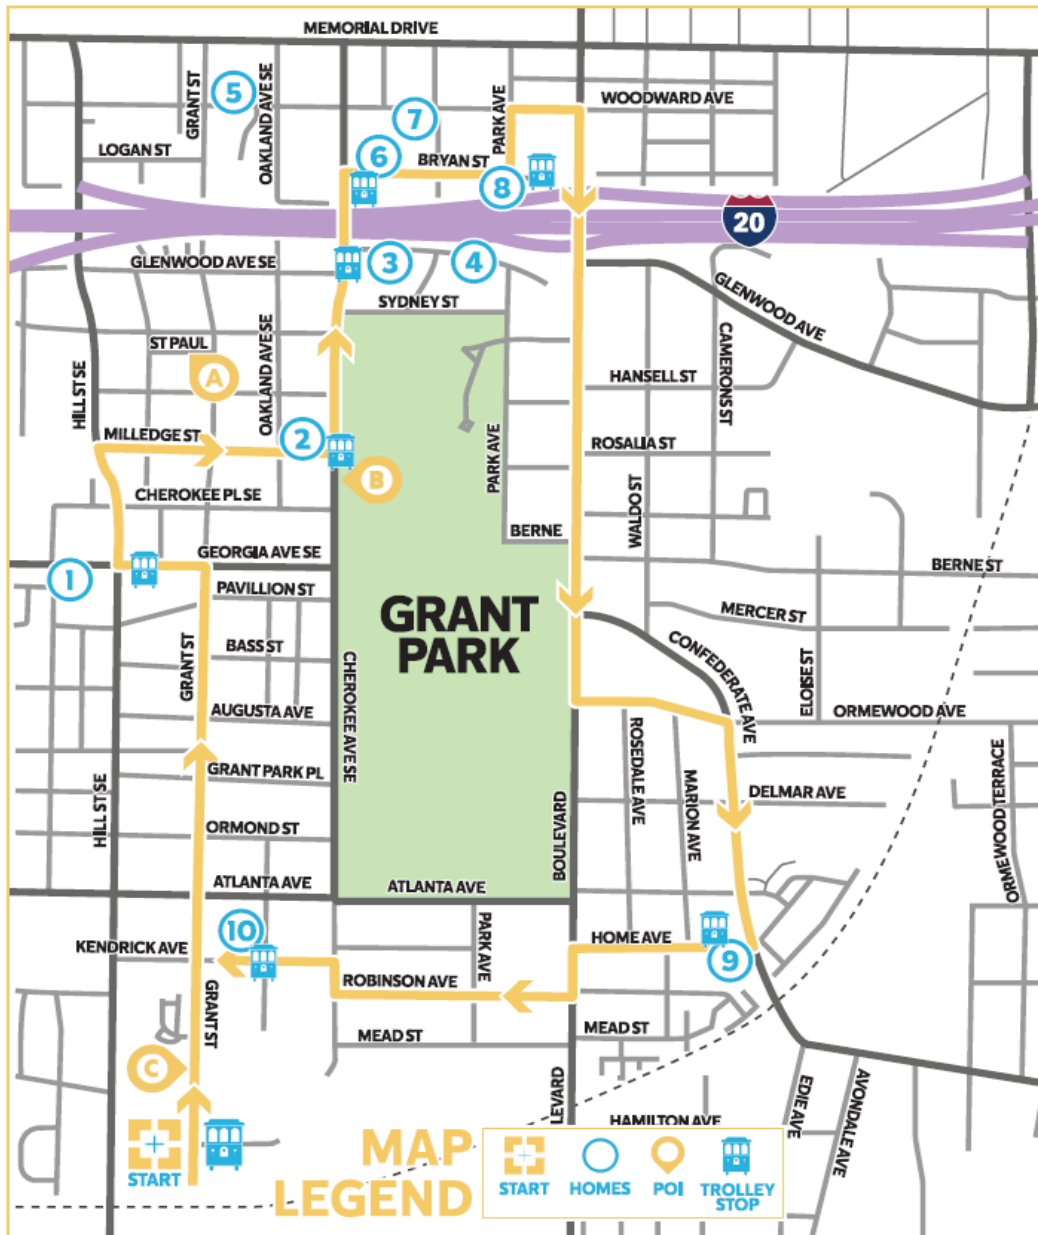 MEMORIAL DRIVE
GRANT ST
5
OAKLAND AVE SE
7
PARK AVE
WOODWARD AVE
LOGAN ST
6
BRYAN ST
8
20
GLENWOOD AVE SE
3
4
GLENWOOD AVE
SYDNEY ST
ST PAUL
A
OAKLAND AVE SE
HILL ST SE
HANSELL ST
CAMERONS ST
MILLEDGE ST
2
B
PARK AVE
ROSALIA ST
CHEROKEE PL SE
WALDO ST
BERNE
GEORGIA AVE SE
1
BERNE ST
PAVILLION ST
GRANT
PARK
MERCER ST
BASS ST
GRANT ST
CHEROKEE AVE SE
CONFEDERATE AVE
ELOISE ST
AUGUSTA AVE
ORMEWOOD AVE
GRANT PARK PL
ROSEDALE AVE
MARION AVE
DELMAR AVE
ORMEWOOD TERRACE
HILL ST SE
ORMOND ST
BOULEVARD
ATLANTA AVE
ATLANTA AVE
10
KENDRICK AVE
PARK AVE
HOME AVE
9
ROBINSON AVE
GRANT ST
MEAD ST
MEAD ST
C
LEVARD
EDIE AVE
AVONDALE AVE
HAMILTON AVE
START
MAP
LEGEND
START
HOMES
POI
TROLLEY
STOP